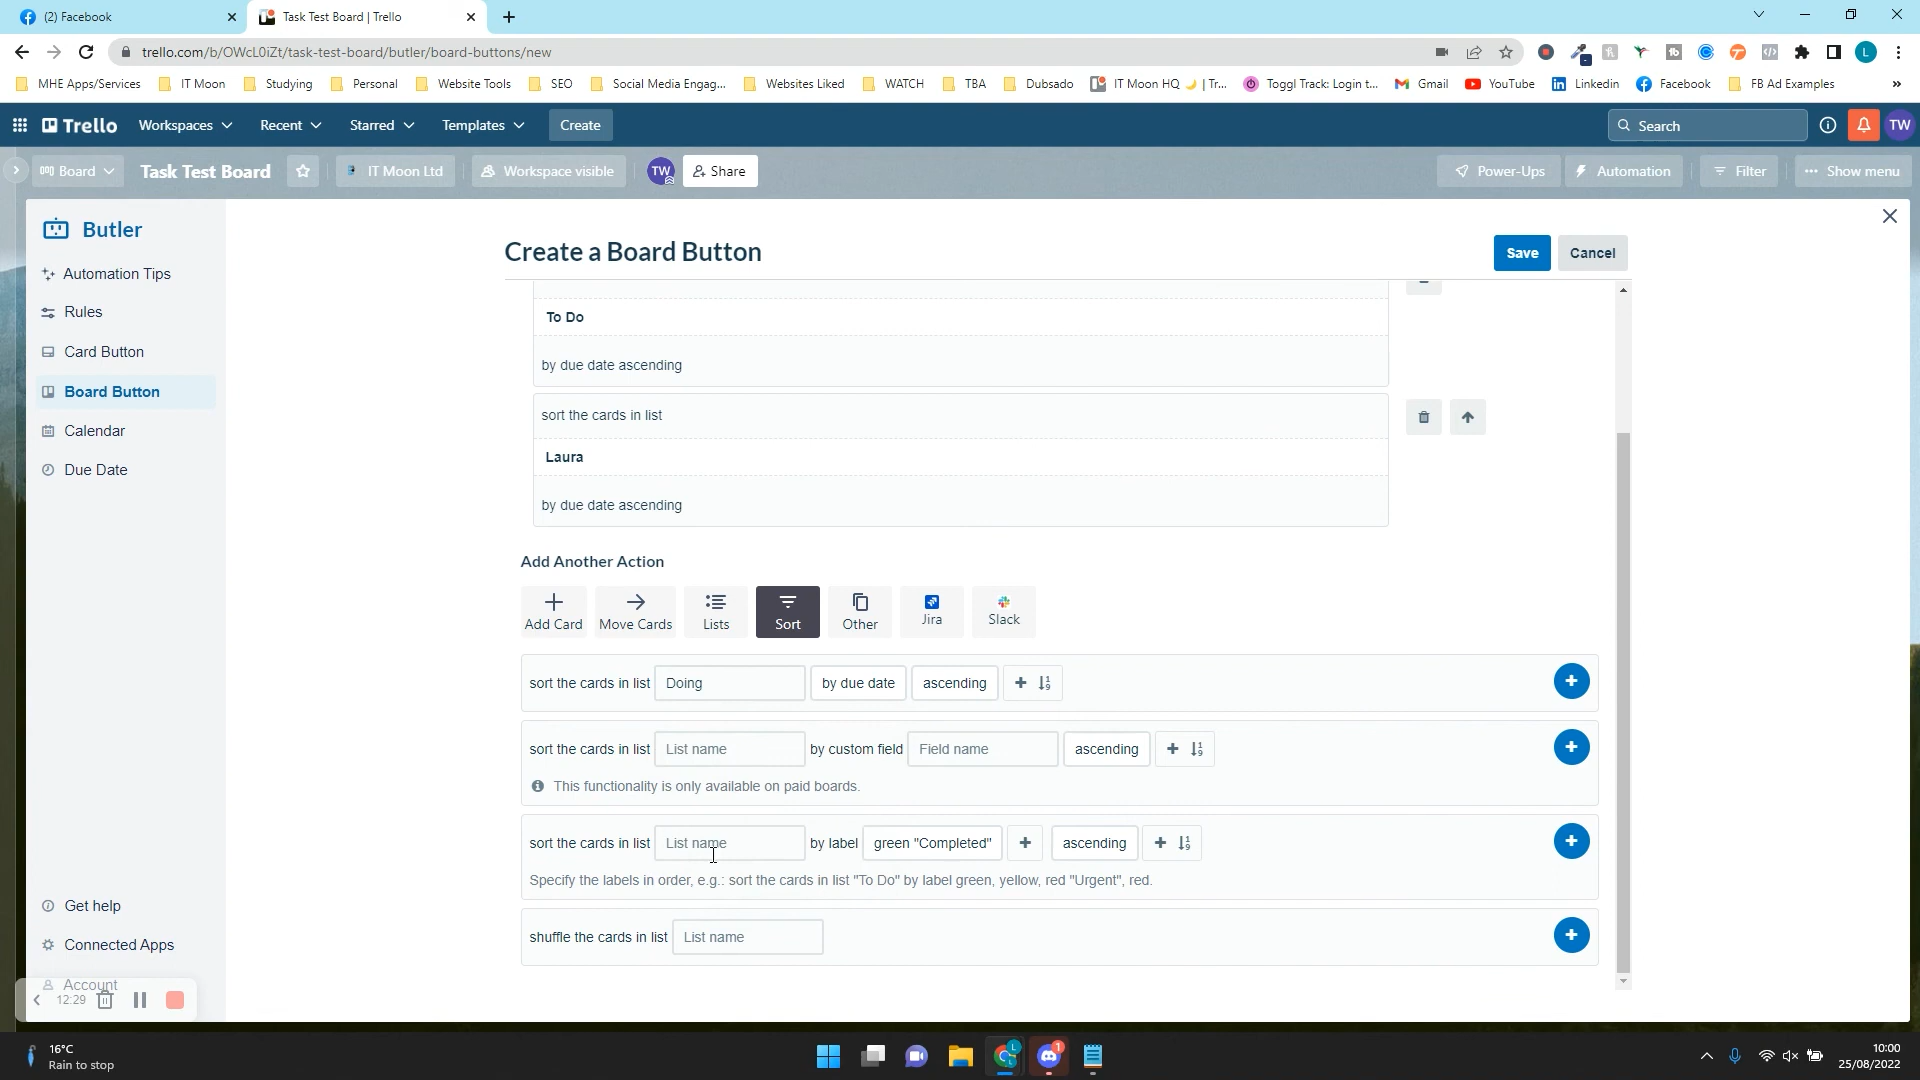 (2) Facebook
Task Test Board | Trello
trello.com/b/OWcL0iZt/task-test-board/butler/board-buttons/new
MHE Apps/Services
IT Moon
Studying
Personal
Website Tools
SEO
Social Media Engag...
Websites Liked
WATCH
TBA
Dubsado
IT Moon HQ 🌙 | Tr...
Toggl Track: Login t...
Gmail
YouTube
Linkedin
Facebook
FB Ad Examples
»
L
Trello
Workspaces
Recent
Starred
Templates
Create
Search
TW
Board
Task Test Board
IT Moon Ltd
Workspace visible
TW
Share
Power-Ups
Automation
Filter
Show menu
Butler
Automation Tips
Rules
Card Button
Board Button
Calendar
Due Date
Get help
Connected Apps
Account
12:29
Create a Board Button
Save
Cancel
To Do
by due date ascending
sort the cards in list
Laura
by due date ascending
Add Another Action
Add Card
Move Cards
Lists
Sort
Other
Jira
Slack
sort the cards in list Doing by due date ascending
sort the cards in list List name by custom field Field name ascending
This functionality is only available on paid boards.
sort the cards in list List name by label green "Completed" ascending
Specify the labels in order, e.g.: sort the cards in list "To Do" by label green, yellow, red "Urgent", red.
shuffle the cards in list List name
16°C
Rain to stop
L
1
10:00
25/08/2022